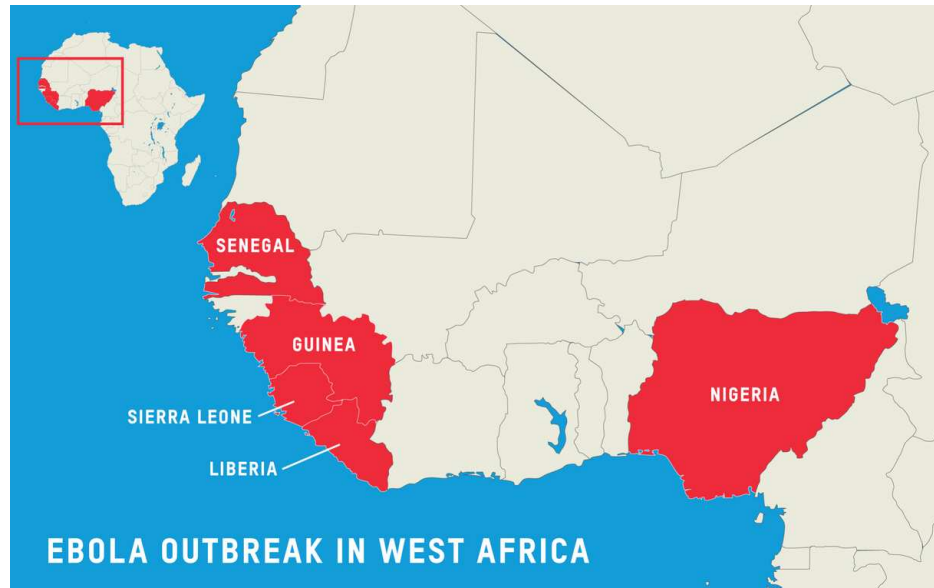 SENEGAL
GUINEA
SIERRA LEONE
LIBERIA
NIGERIA
EBOLA OUTBREAK IN WEST AFRICA